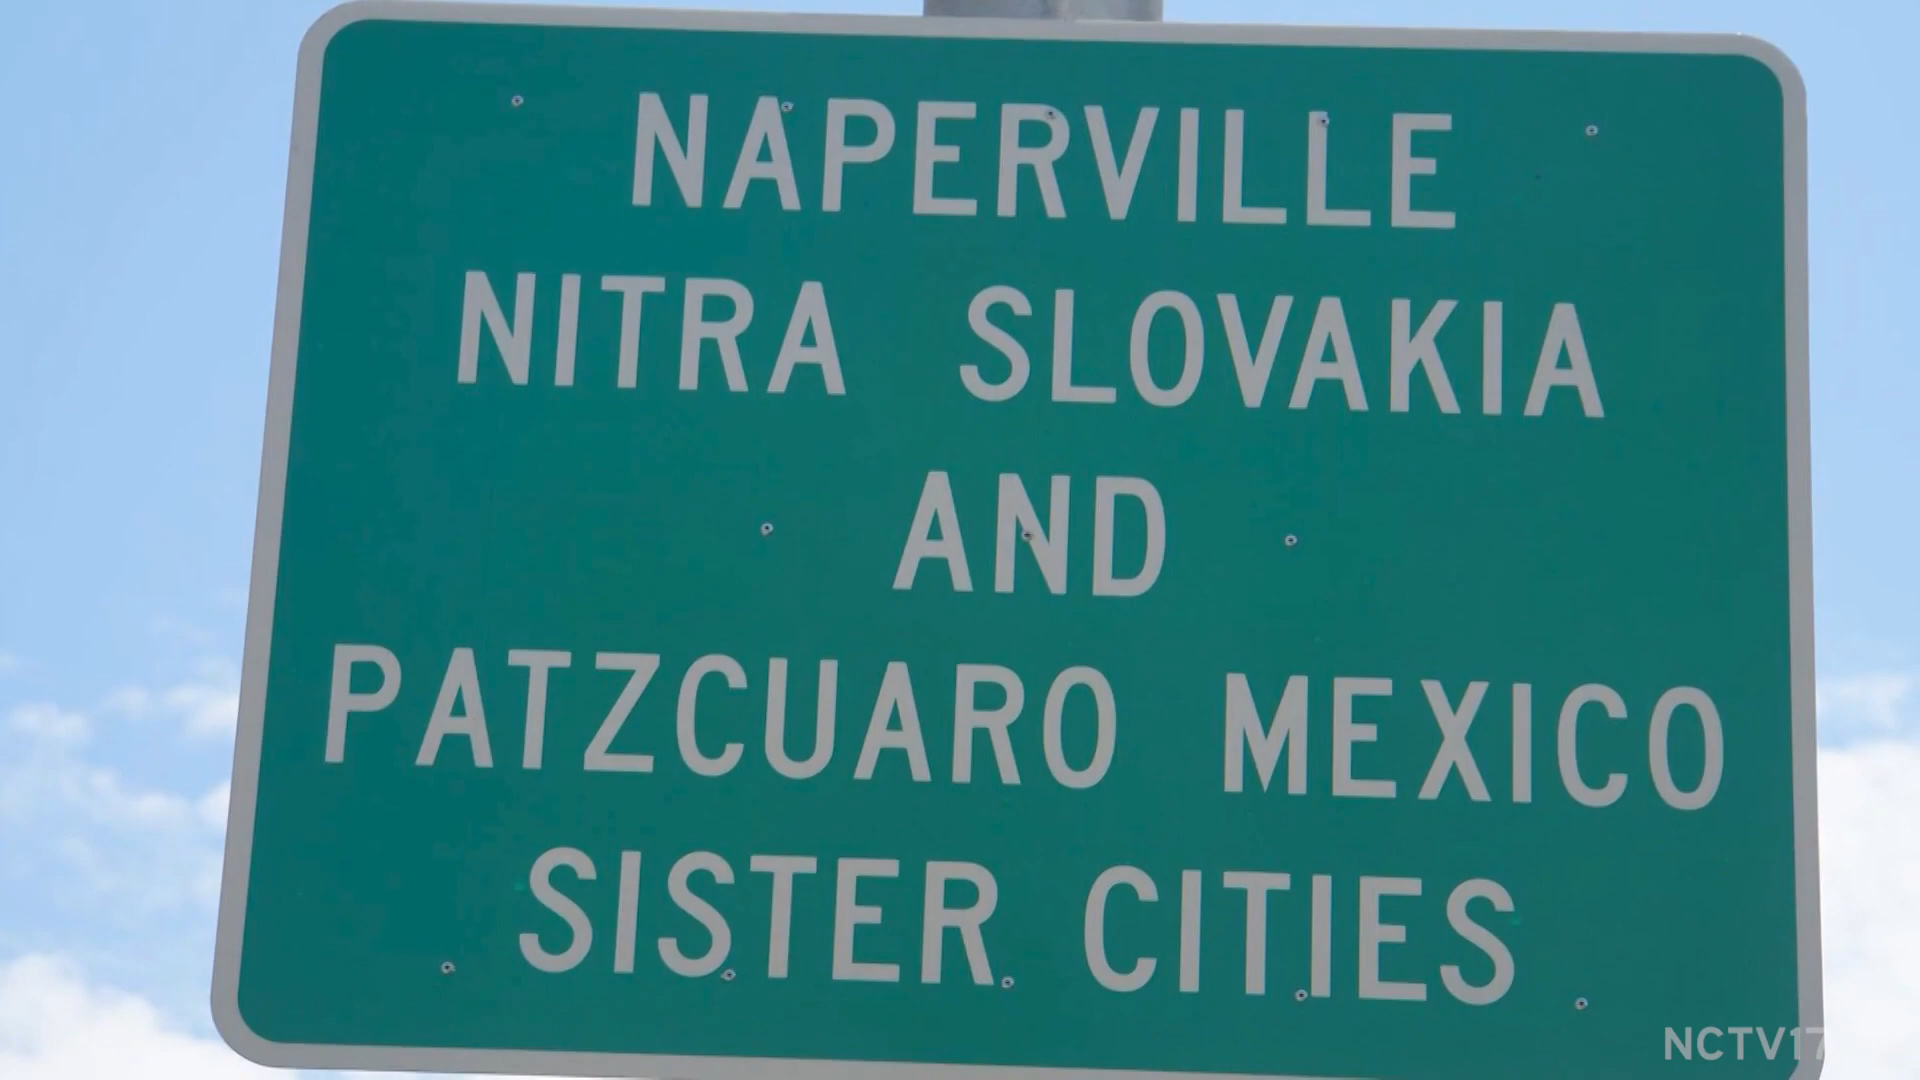 NAPERVILLE
NITRA SLOVAKIA
AND
PATZCUARO MEXICO
SISTER CITIES
NCTV17